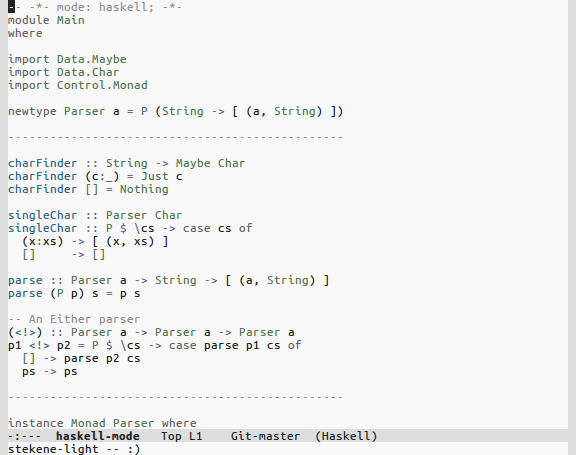 -- -*- mode: haskell; -*-
module Main
where
import Data.Maybe
import Data.Char
import Control.Monad
newtype Parser a = P (String -> [ (a, String) ])
------------------------------------------------
charFinder :: String -> Maybe Char
charFinder (c:_) = Just c
charFinder [] = Nothing
singleChar :: Parser Char
singleChar :: P $ \cs -> case cs of
  (x:xs) -> [ (x, xs) ]
  []     -> []
parse :: Parser a -> String -> [ (a, String) ]
parse (P p) s = p s
-- An Either parser
(<!>) :: Parser a -> Parser a -> Parser a
p1 <!> p2 = P $ \cs -> case parse p1 cs of
  [] -> parse p2 cs
  ps -> ps
------------------------------------------------
instance Monad Parser where
-:---  haskell-mode   Top L1    Git-master  (Haskell)
stekene-light -- :)